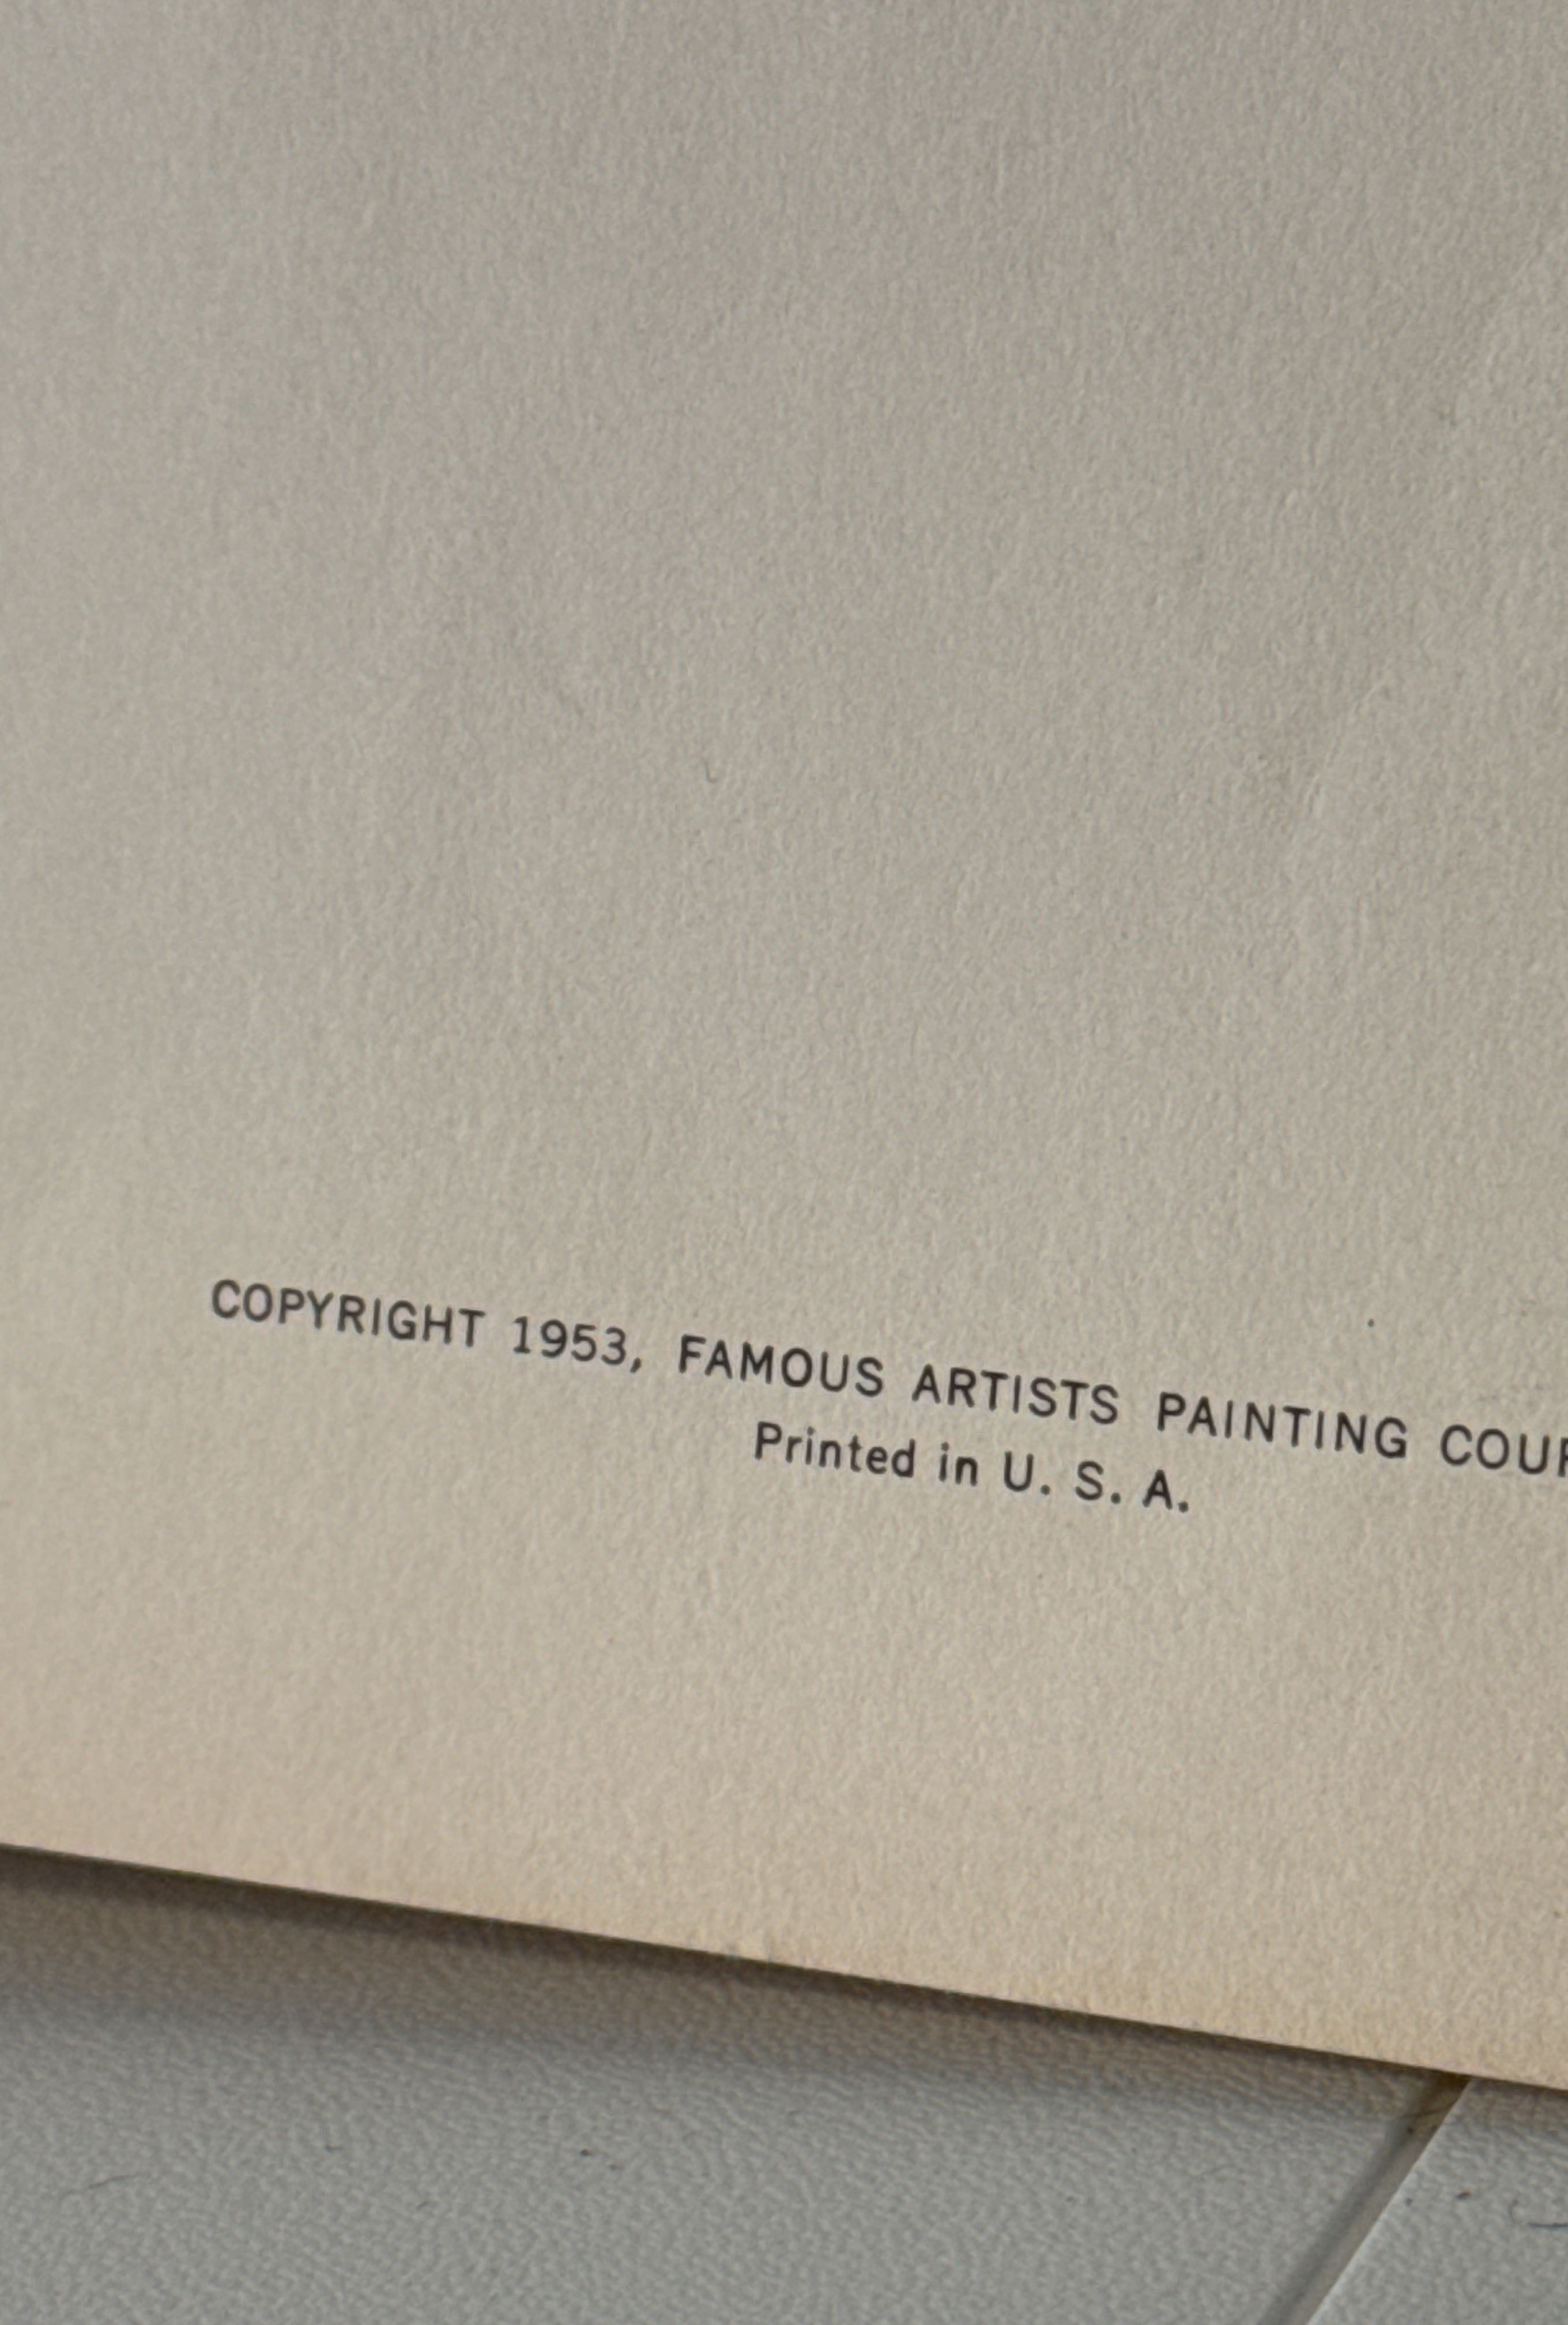 COPYRIGHT 1953, FAMOUS ARTISTS PAINTING
Printed in U. S. A.